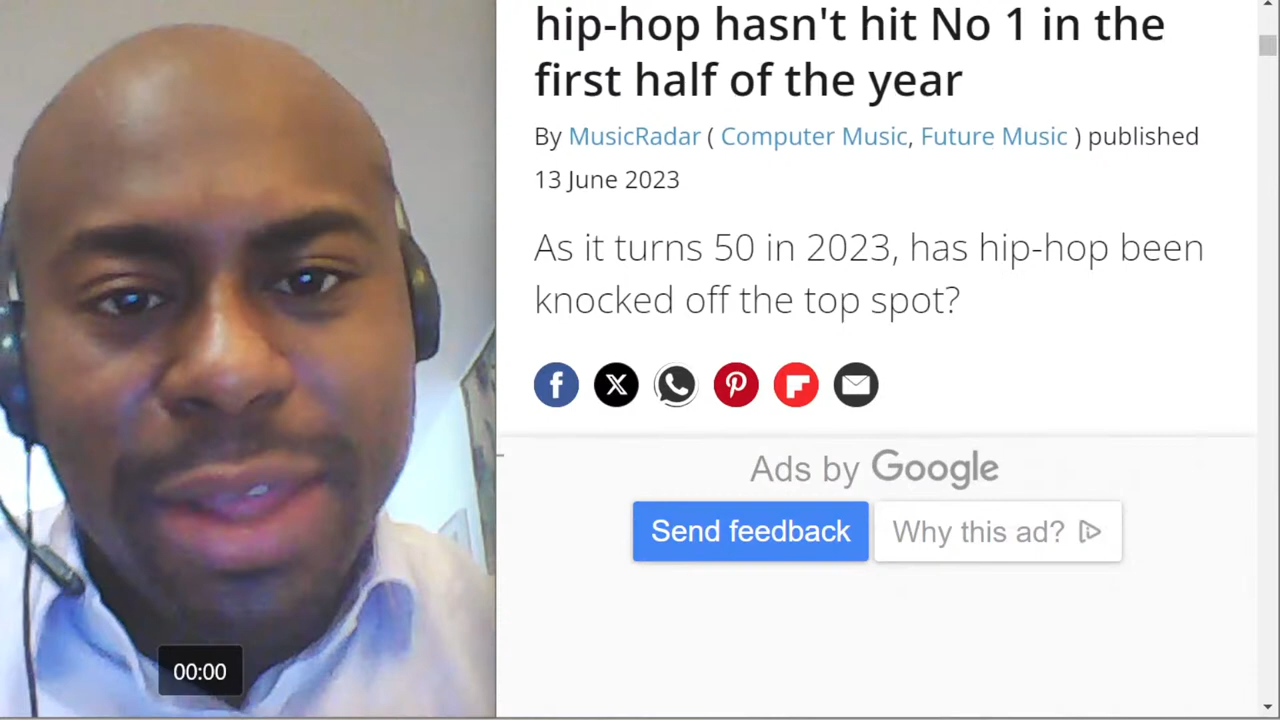 hip-hop hasn't hit No 1 in the
first half of the year
By MusicRadar ( Computer Music, Future Music ) published
13 June 2023
As it turns 50 in 2023, has hip-hop been
knocked off the top spot?
Ads by Google
Send feedback
Why this ad?
00:00